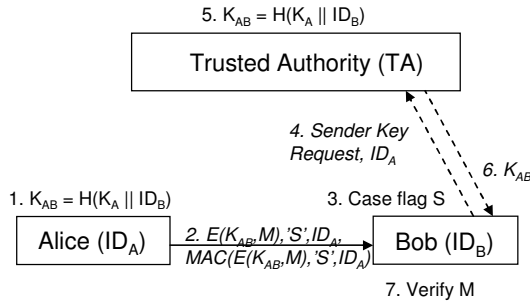 5. K_AB = H(K_A || ID_B)
Trusted Authority (TA)
4. Sender Key
Request, ID_A
6. K_AB
1. K_AB = H(K_A || ID_B)
3. Case flag S
Alice (ID_A)
2. E(K_AB,M),'S',ID_A,
MAC(E(K_AB,M),'S',ID_A)
Bob (ID_B)
7. Verify M